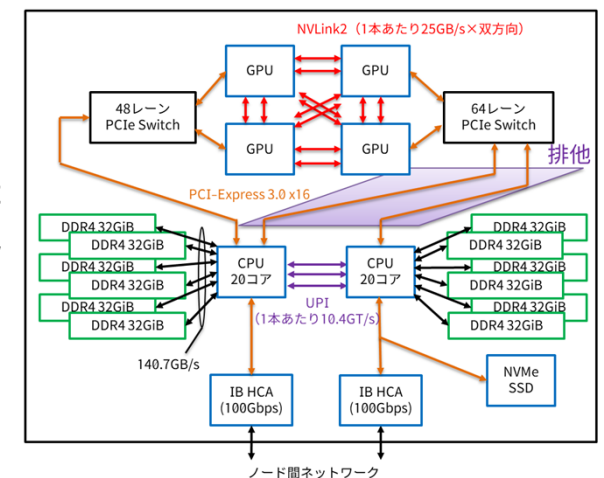 NVLink2（1本あたり25GB/s×双方向）
GPU
GPU
48レーン
PCIe Switch
64レーン
PCIe Switch
GPU
GPU
排他
PCI-Express 3.0 x16
DDR4 32GiB
DDR4 32GiB
DDR4 32GiB
DDR4 32GiB
DDR4 32GiB
DDR4 32GiB
CPU
20コア
CPU
20コア
DDR4 32GiB
DDR4 32GiB
DDR4 32GiB
DDR4 32GiB
DDR4 32GiB
DDR4 32GiB
UPI
（1本あたり10.4GT/s）
140.7GB/s
IB HCA
(100Gbps)
IB HCA
(100Gbps)
NVMe
SSD
ノード間ネットワーク